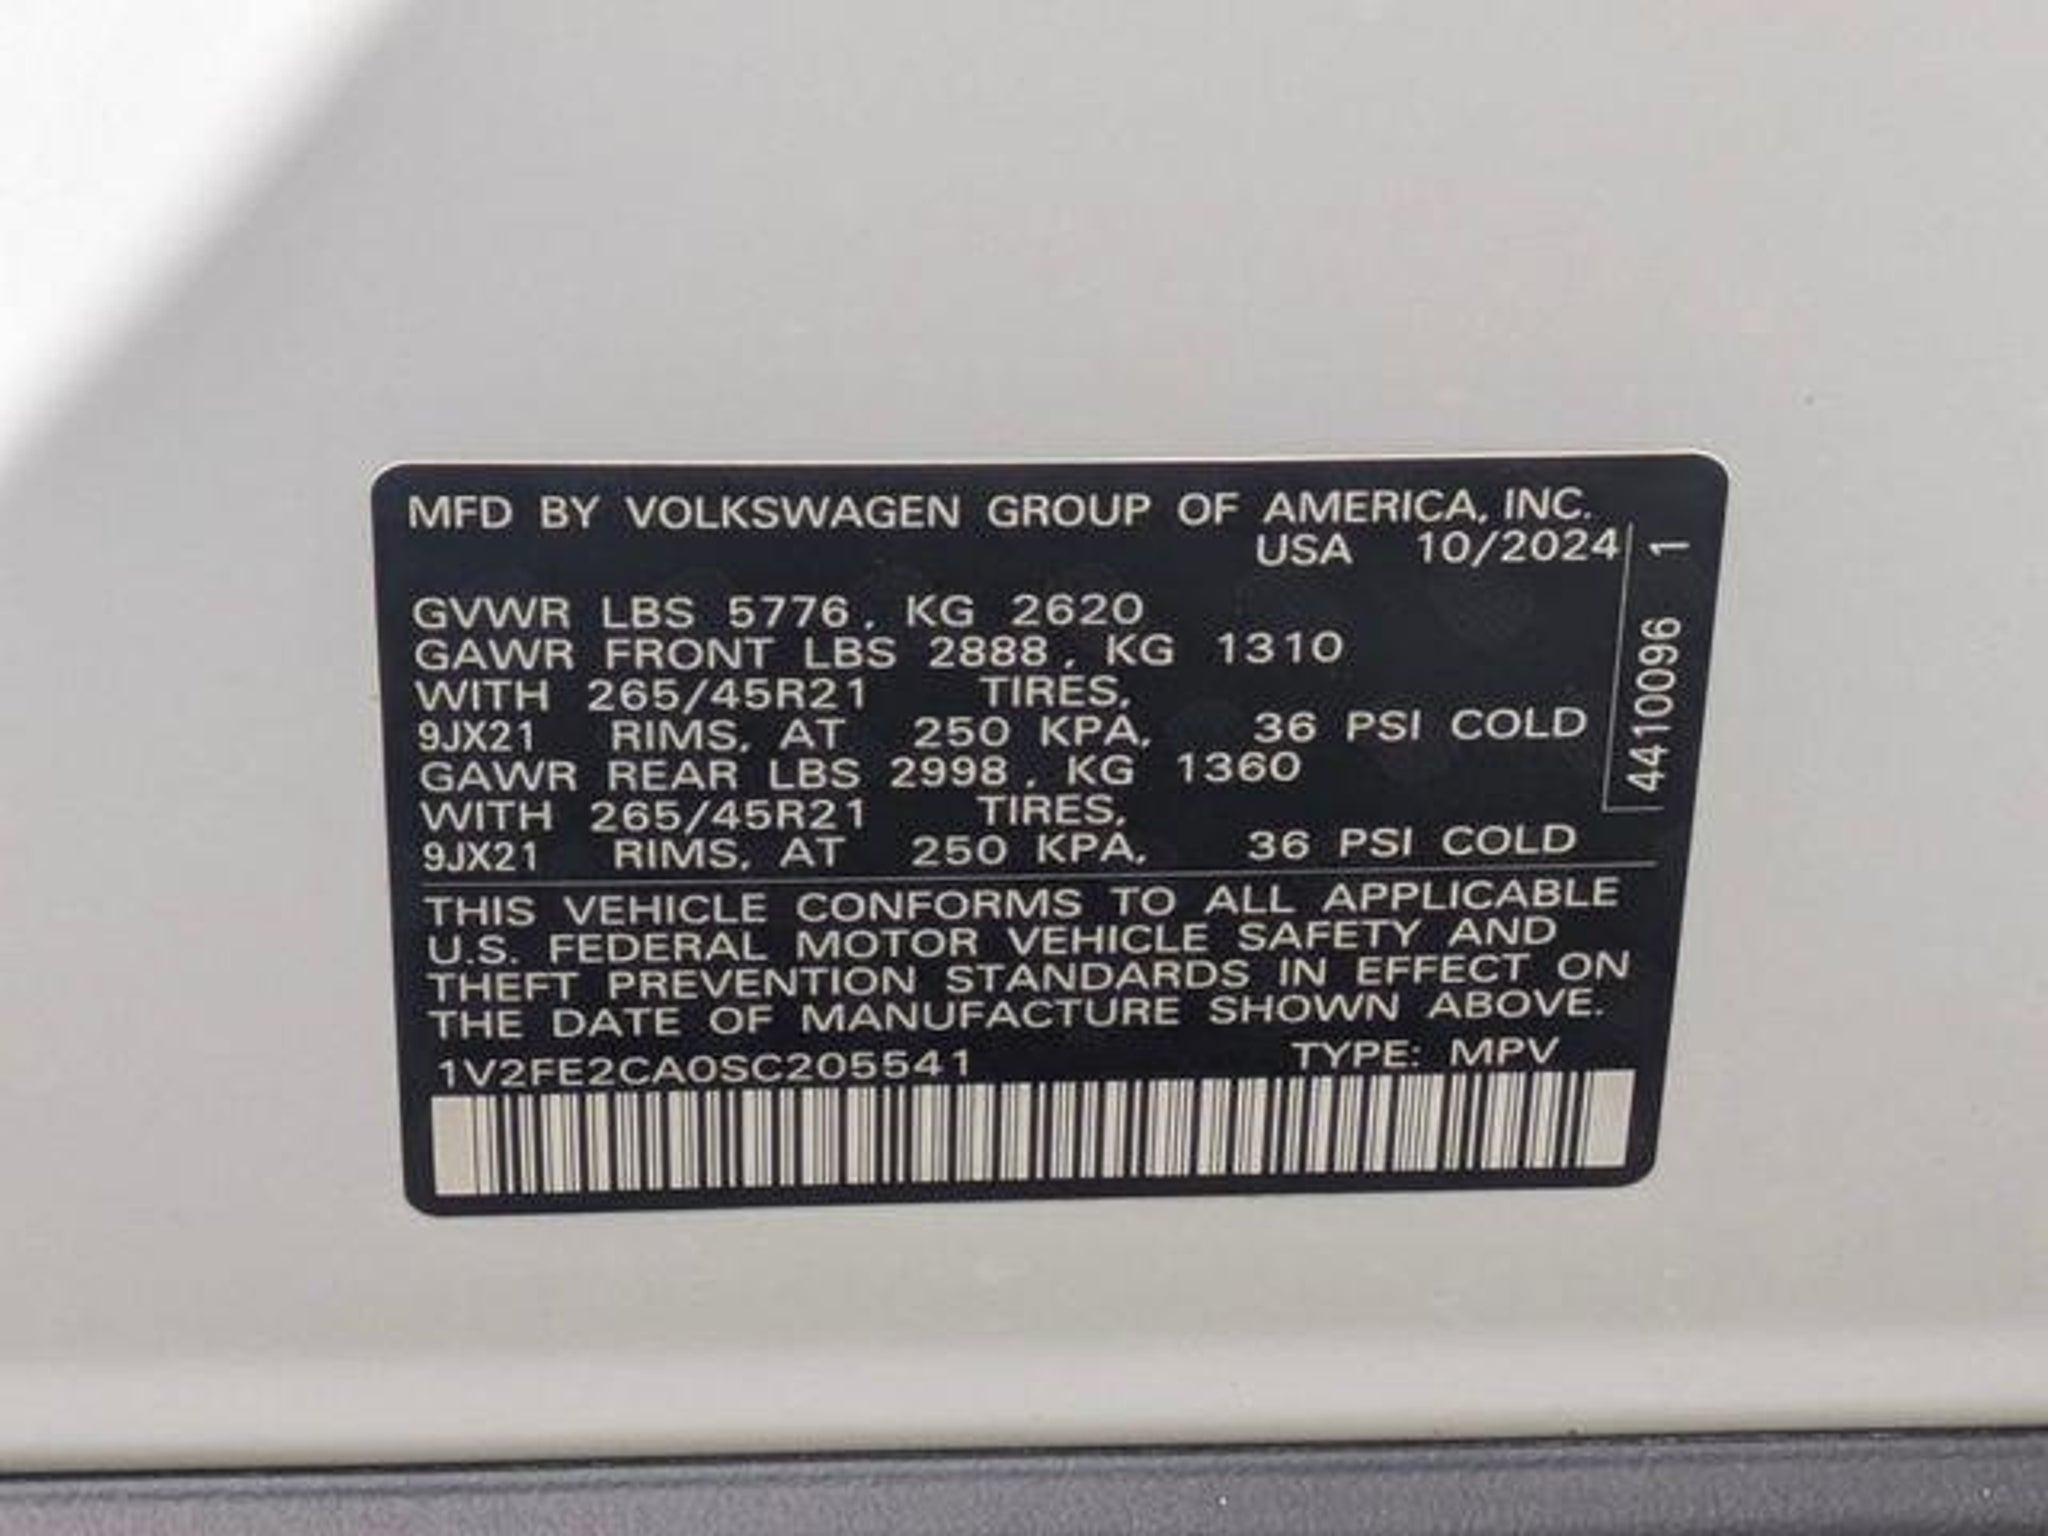 MFD BY VOLKSWAGEN GROUP OF AMERICA, INC.
USA 10/2024
GVWR LBS 5776, KG 2620
GAWR FRONT LBS 2888, KG 1310
WITH 265/45R21 TIRES,
9JX21 RIMS, AT 250 KPA, 36 PSI COLD
GAWR REAR LBS 2998, KG 1360
WITH 265/45R21 TIRES,
9JX21 RIMS, AT 250 KPA, 36 PSI COLD
THIS VEHICLE CONFORMS TO ALL APPLICABLE
U.S. FEDERAL MOTOR VEHICLE SAFETY AND
THEFT PREVENTION STANDARDS IN EFFECT ON
THE DATE OF MANUFACTURE SHOWN ABOVE.
1V2FE2CA0SC205541 TYPE: MPV
4410096 1